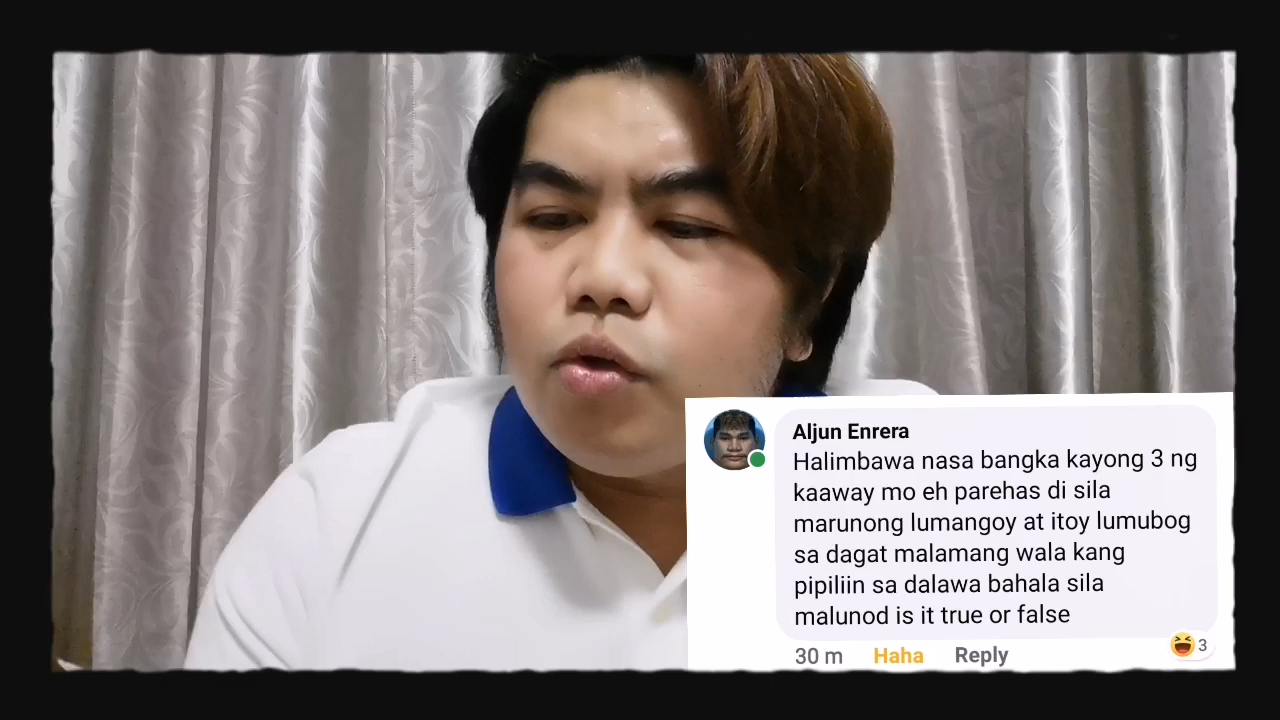 Aljun Enrera
Halimbawa nasa bangka kayong 3 ng
kaaway mo eh parehas di sila
marunong lumangoy at itoy lumubog
sa dagat malamang wala kang
pipiliin sa dalawa bahala sila
malunod is it true or false
30 m Haha Reply 3